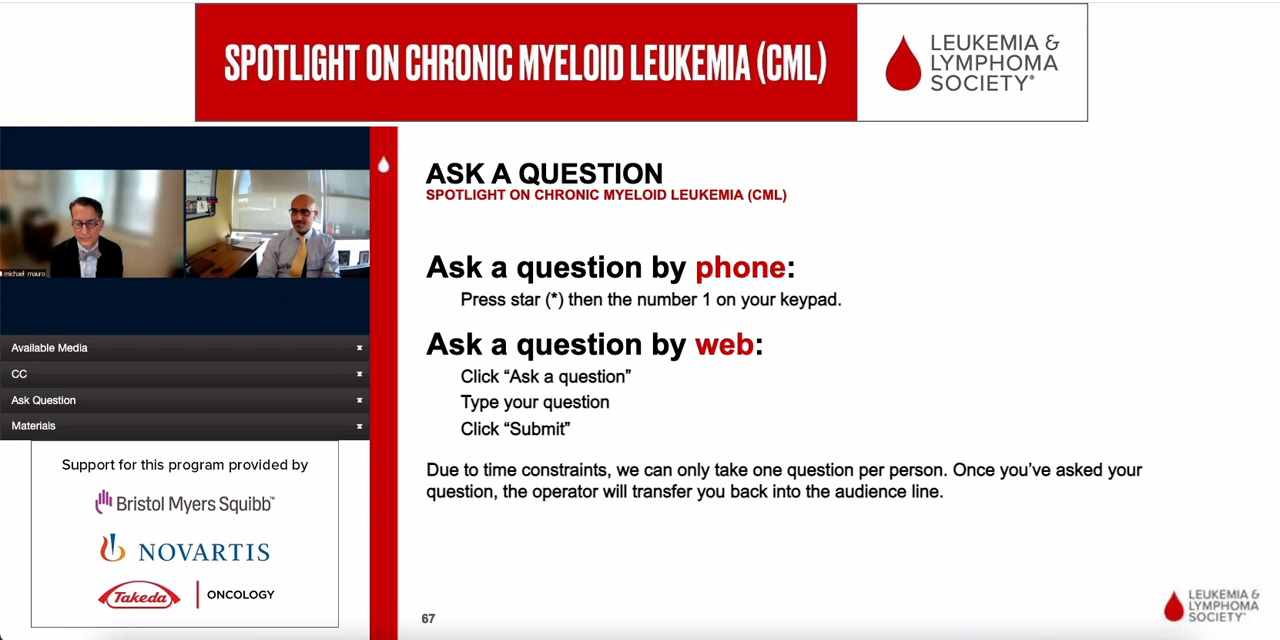 SPOTLIGHT ON CHRONIC MYELOID LEUKEMIA (CML)
LEUKEMIA &
LYMPHOMA
SOCIETY®
michael mauro
Available Media
CC
Ask Question
Materials
Support for this program provided by
Bristol Myers Squibb™
NOVARTIS
Takeda
ONCOLOGY
ASK A QUESTION
SPOTLIGHT ON CHRONIC MYELOID LEUKEMIA (CML)
Ask a question by phone:
Press star (*) then the number 1 on your keypad.
Ask a question by web:
Click “Ask a question”
Type your question
Click “Submit”
Due to time constraints, we can only take one question per person. Once you’ve asked your
question, the operator will transfer you back into the audience line.
67
LEUKEMIA &
LYMPHOMA
SOCIETY®